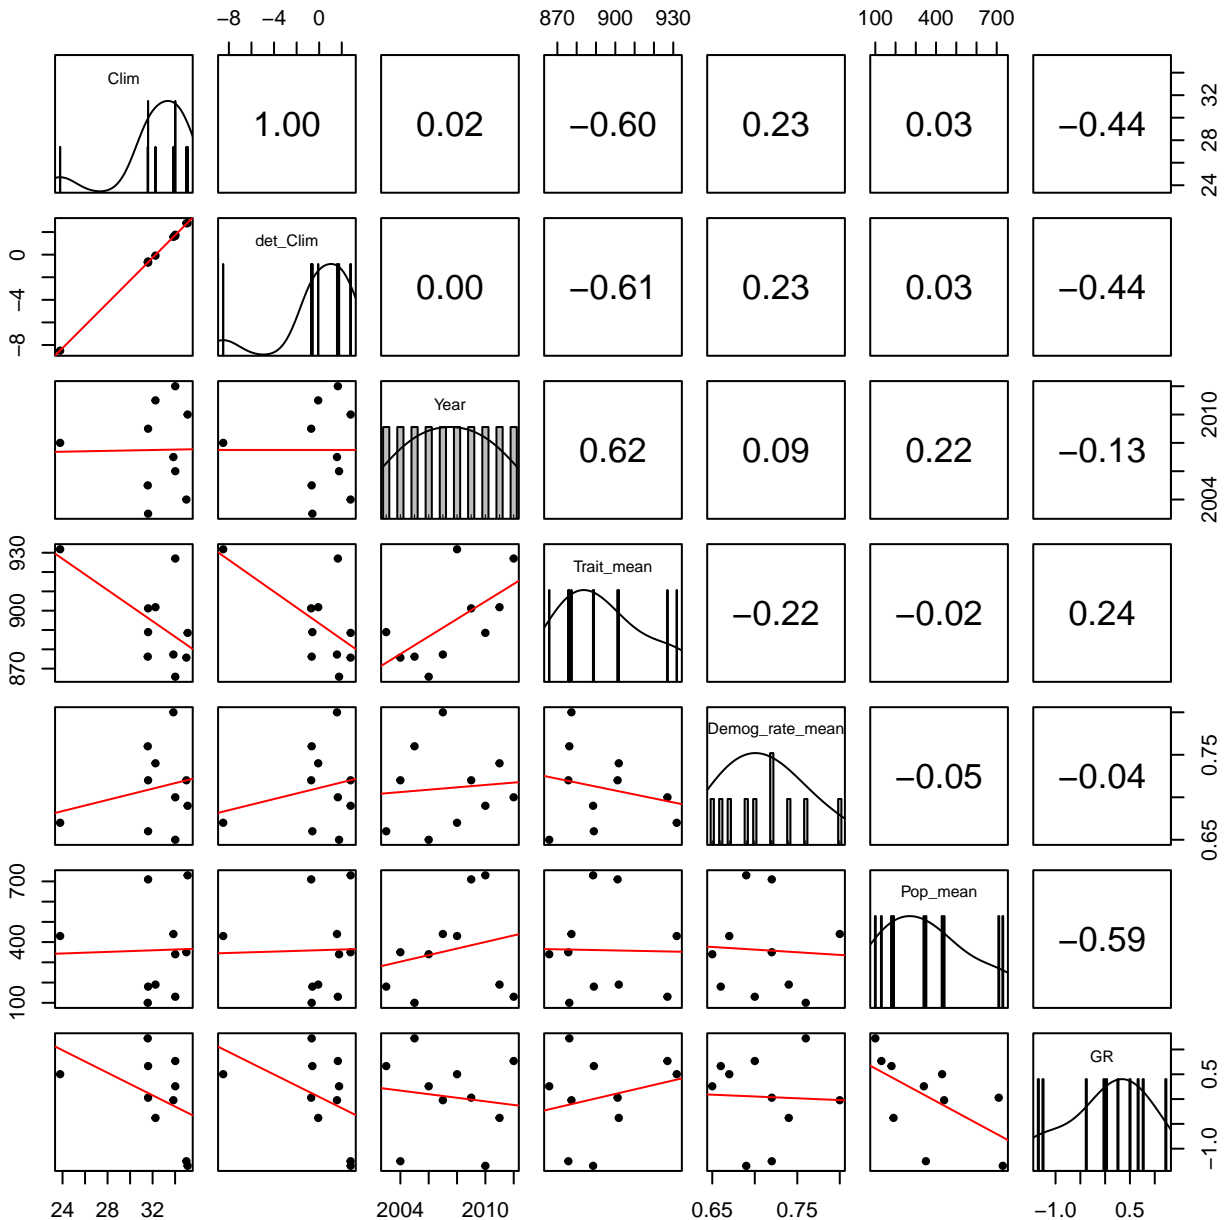 −8 −4 0 870 900 930 100 400 700
Clim
1.00 0.02 −0.60 0.23 0.03 −0.44
24 28 32
det_Clim
0.00 −0.61 0.23 0.03 −0.44
−8 −4 0
Year
0.62 0.09 0.22 −0.13
2004 2010
Trait_mean
−0.22 −0.02 0.24
870 900 930
Demog_rate_mean
−0.05 −0.04
0.65 0.75
Pop_mean
−0.59
100 400 700
GR
−1.0 0.5
24 28 32 2004 2010 0.65 0.75 −1.0 0.5